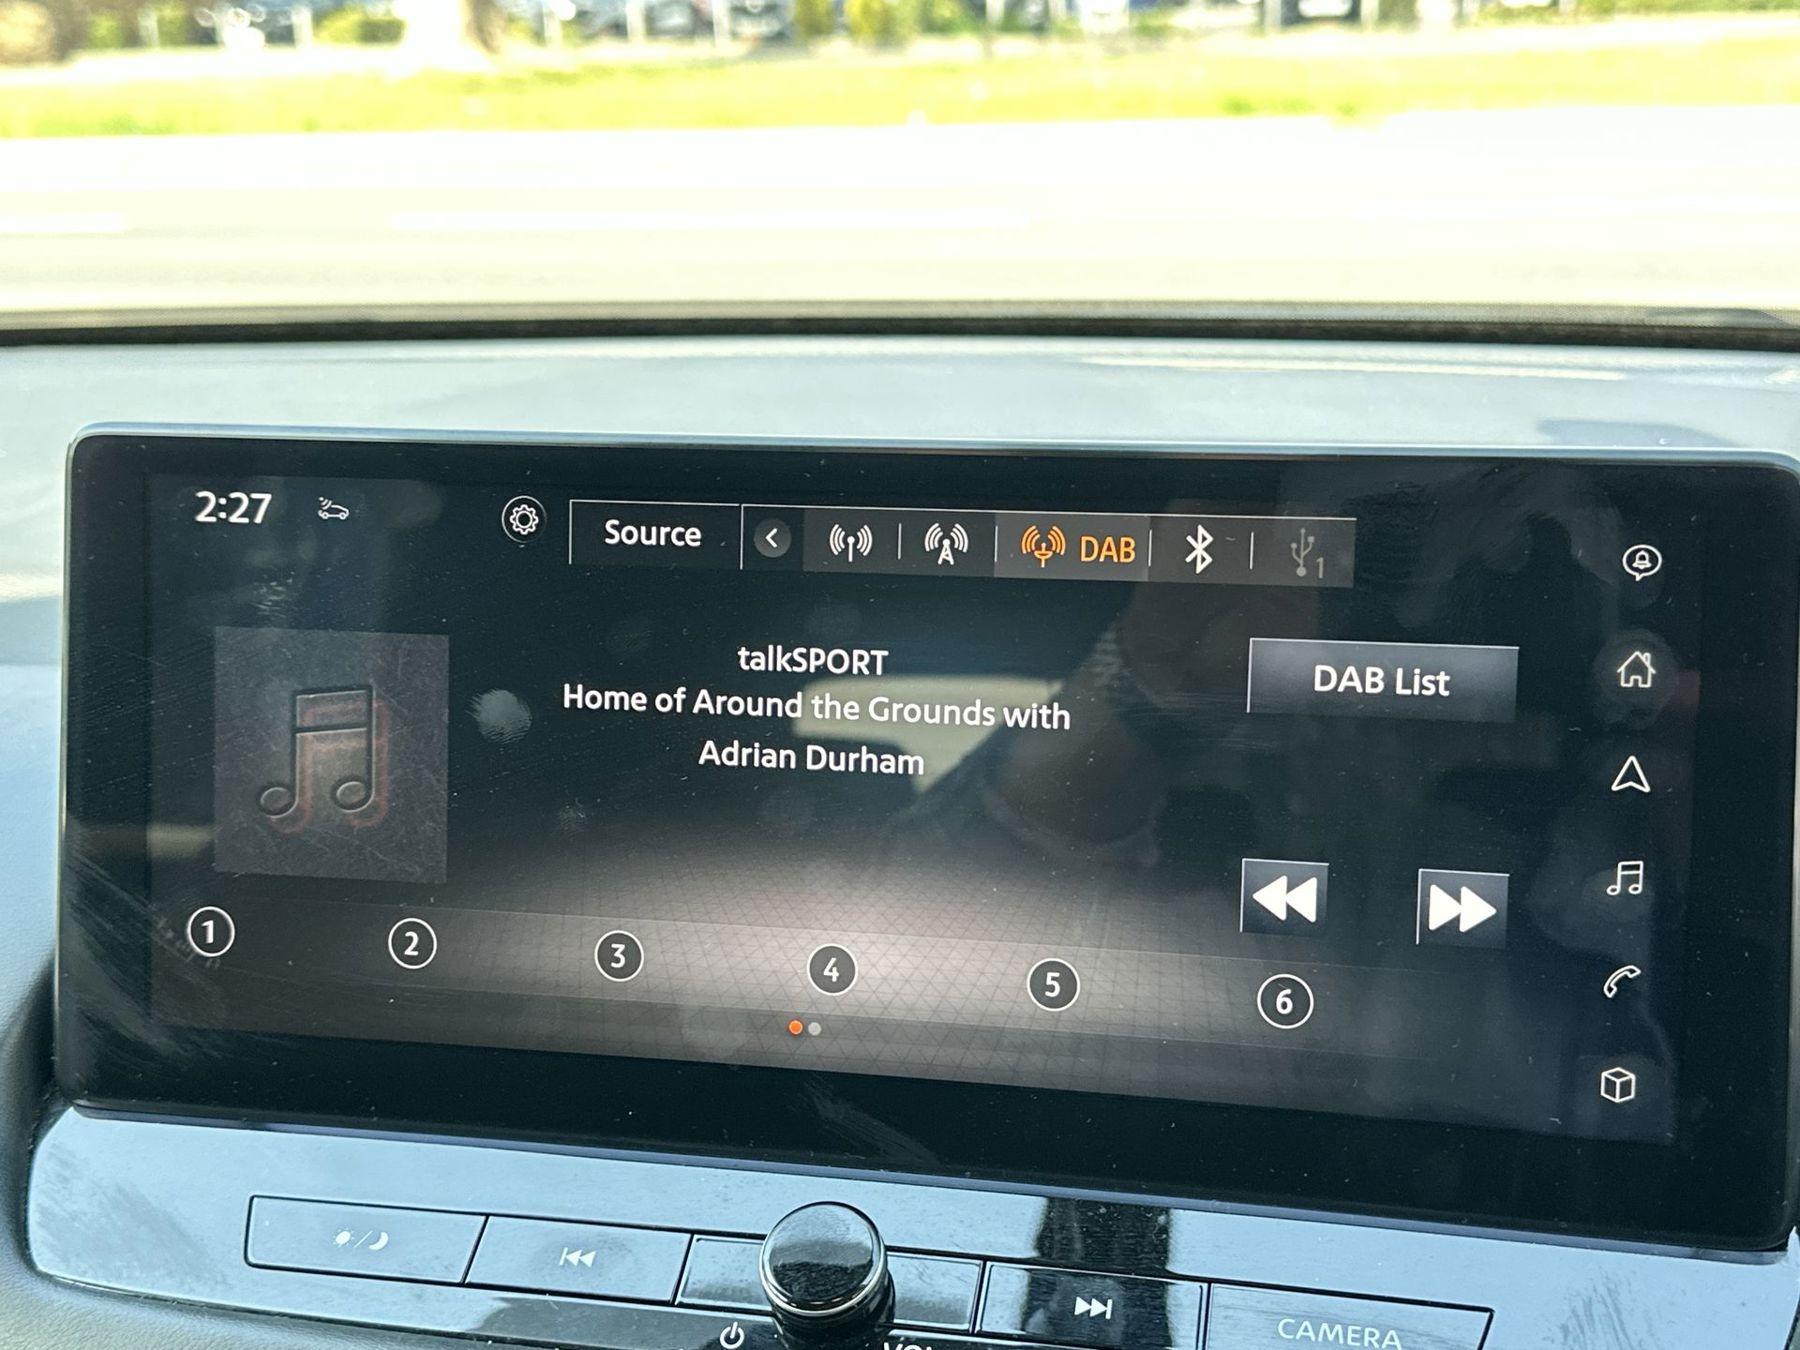 2:27
Source
DAB
1
talkSPORT
DAB List
Home of Around the Grounds with
Adrian Durham
1
2
3
4
5
6
CAMERA